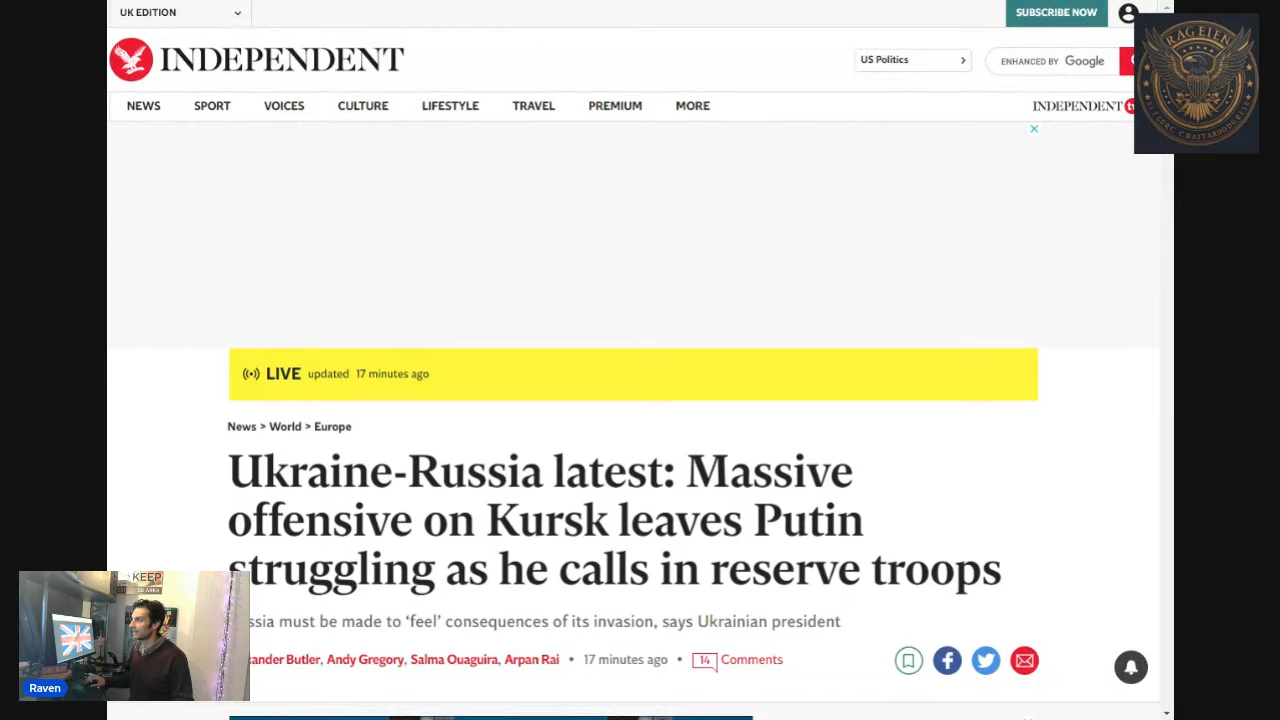 UK EDITION
SUBSCRIBE NOW
INDEPENDENT
US Politics
ENHANCED BY Google
NEWS SPORT VOICES CULTURE LIFESTYLE TRAVEL PREMIUM MORE
INDEPENDENT tv
RAGEIEN
LIVE updated 17 minutes ago
News > World > Europe
Ukraine-Russia latest: Massive
offensive on Kursk leaves Putin
struggling as he calls in reserve troops
ssia must be made to ‘feel’ consequences of its invasion, says Ukrainian president
xander Butler, Andy Gregory, Salma Ouaguira, Arpan Rai • 17 minutes ago • 14 Comments
KEEP
Raven